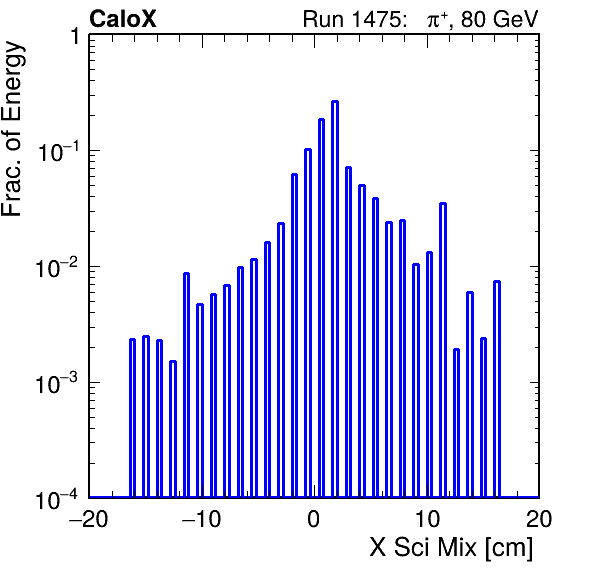 CaloX Run 1475: π⁺, 80 GeV
Frac. of Energy
1
10⁻¹
10⁻²
10⁻³
10⁻⁴
−20 −10 0 10 20
X Sci Mix [cm]